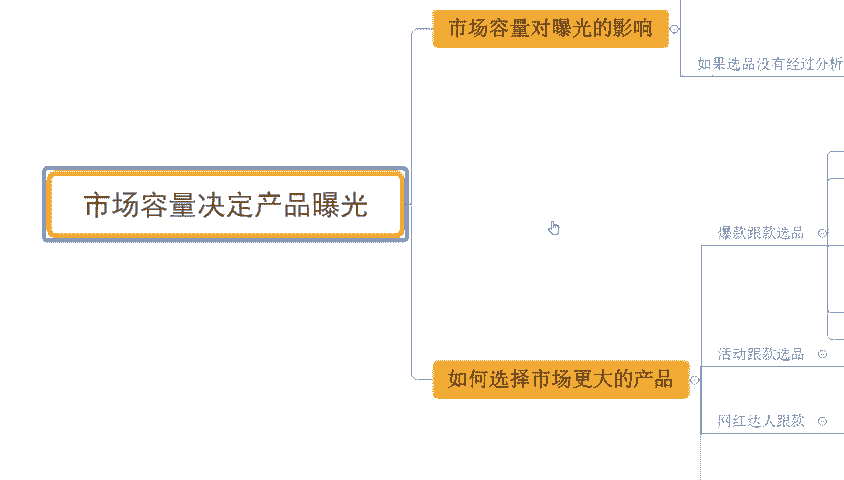 市场容量对曝光的影响
如果选品没有经过分析
市场容量决定产品曝光
爆款跟款选品
活动跟款选品
如何选择市场更大的产品
网红达人跟款